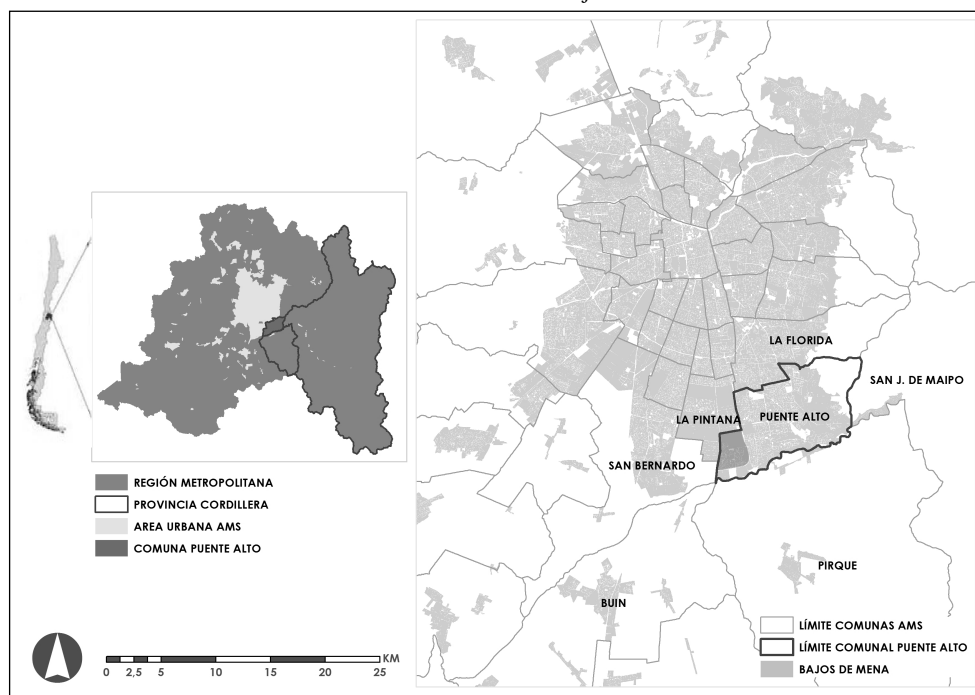 REGIÓN METROPOLITANA
PROVINCIA CORDILLERA
AREA URBANA AMS
COMUNA PUENTE ALTO
0 2,5 5 10 15 20 25 KM
LA FLORIDA
SAN J. DE MAIPO
LA PINTANA
PUENTE ALTO
SAN BERNARDO
PIRQUE
BUIN
LÍMITE COMUNAS AMS
LÍMITE COMUNAL PUENTE ALTO
BAJOS DE MENA